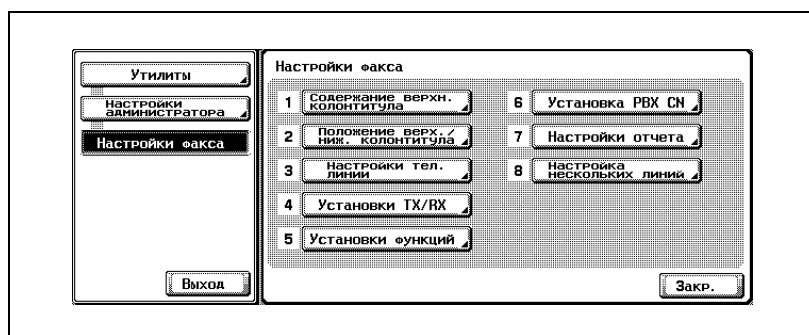 Утилиты
Настройки
администратора
Настройки факса
Выход
Настройки факса
1 Содержание верхн.
колонтитула
2 Положение верх./
ниж. колонтитула
3 Настройки тел.
линии
4 Установки TX/RX
5 Установки функций
6 Установка PBX CN
7 Настройки отчета
8 Настройка
нескольких линий
Закр.